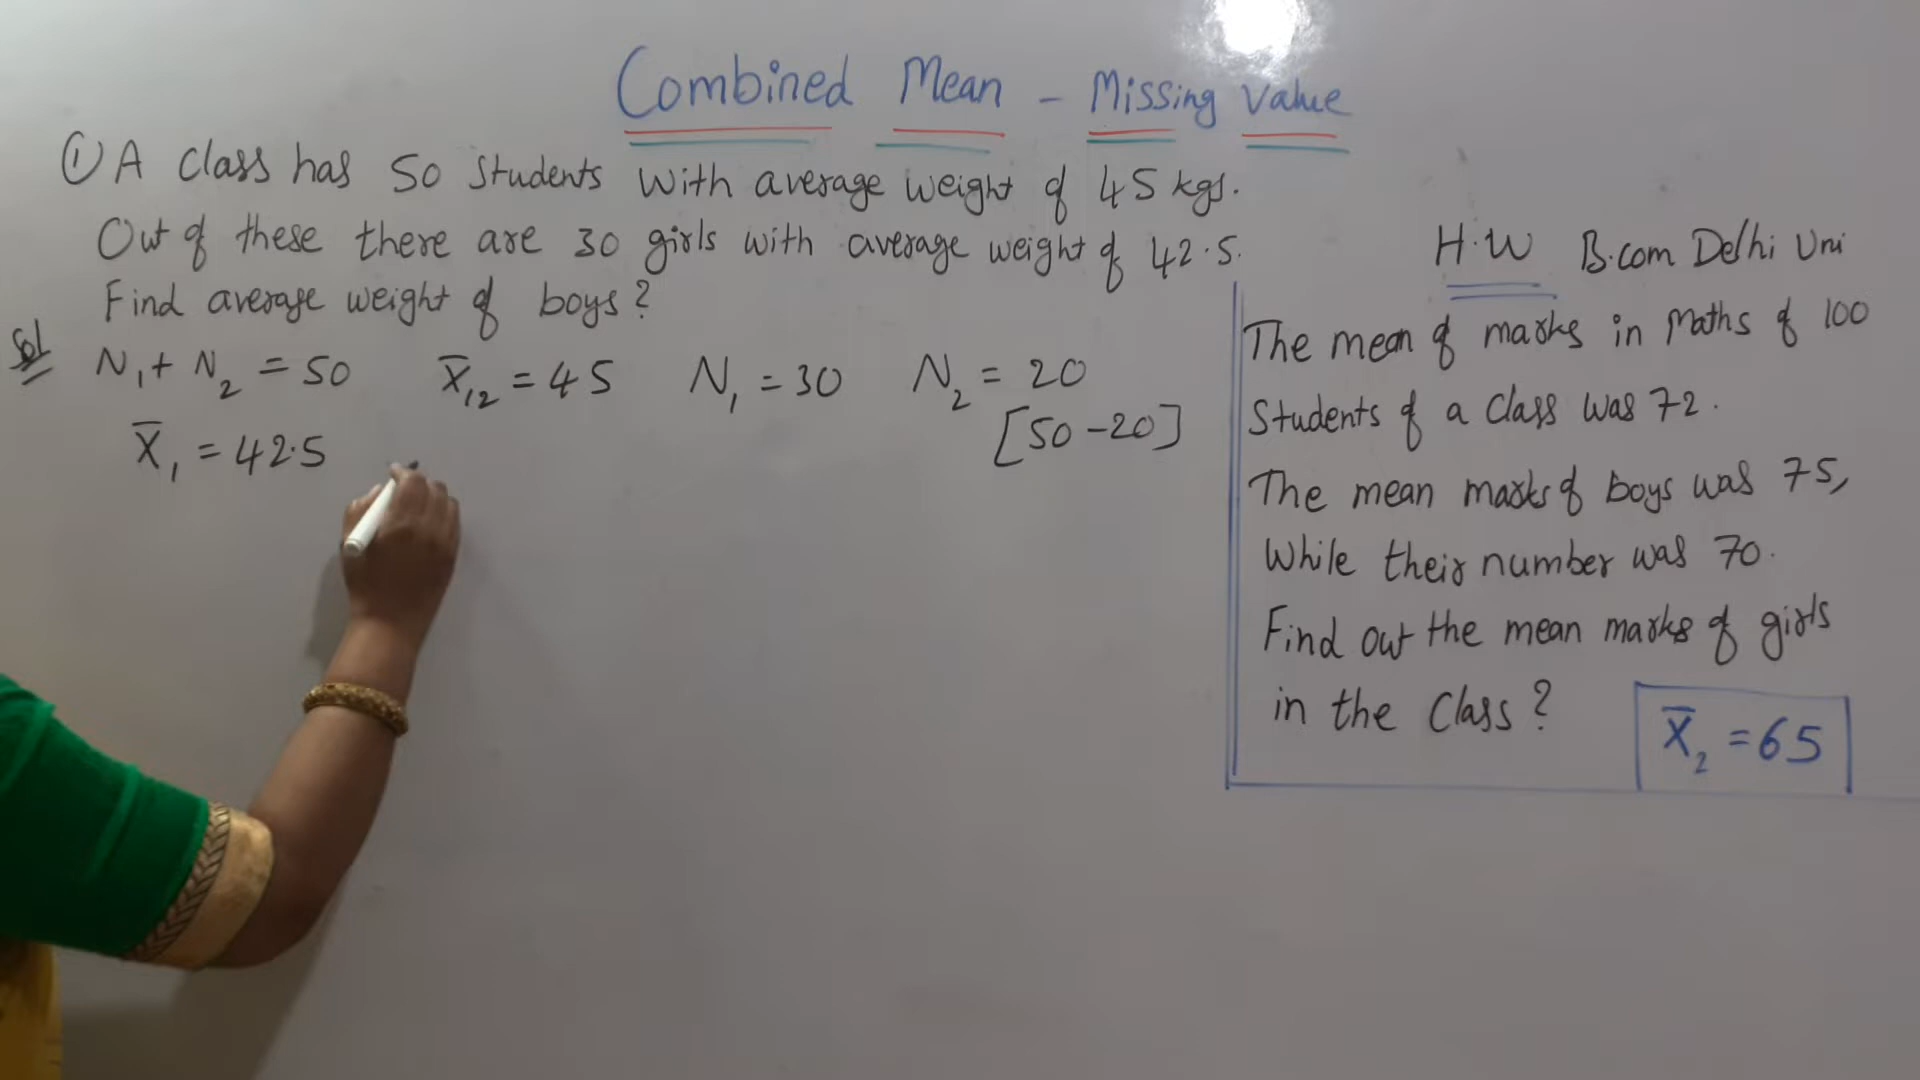 Combined Mean - Missing Value
① A Class has 50 Students With average weight of 45 kgs.
Out of these there are 30 girls with average weight of 42.5.
Find average weight of boys?
Sol
N₁ + N₂ = 50 X̅₁₂ = 45 N₁ = 30 N₂ = 20
[50-20]
X̅₁ = 42.5
H.W B.com Delhi Uni
The mean of marks in Maths of 100
Students of a Class was 72.
The mean marks of boys was 75,
While their number was 70.
Find out the mean marks of girls
in the Class?
X̅₂ = 65